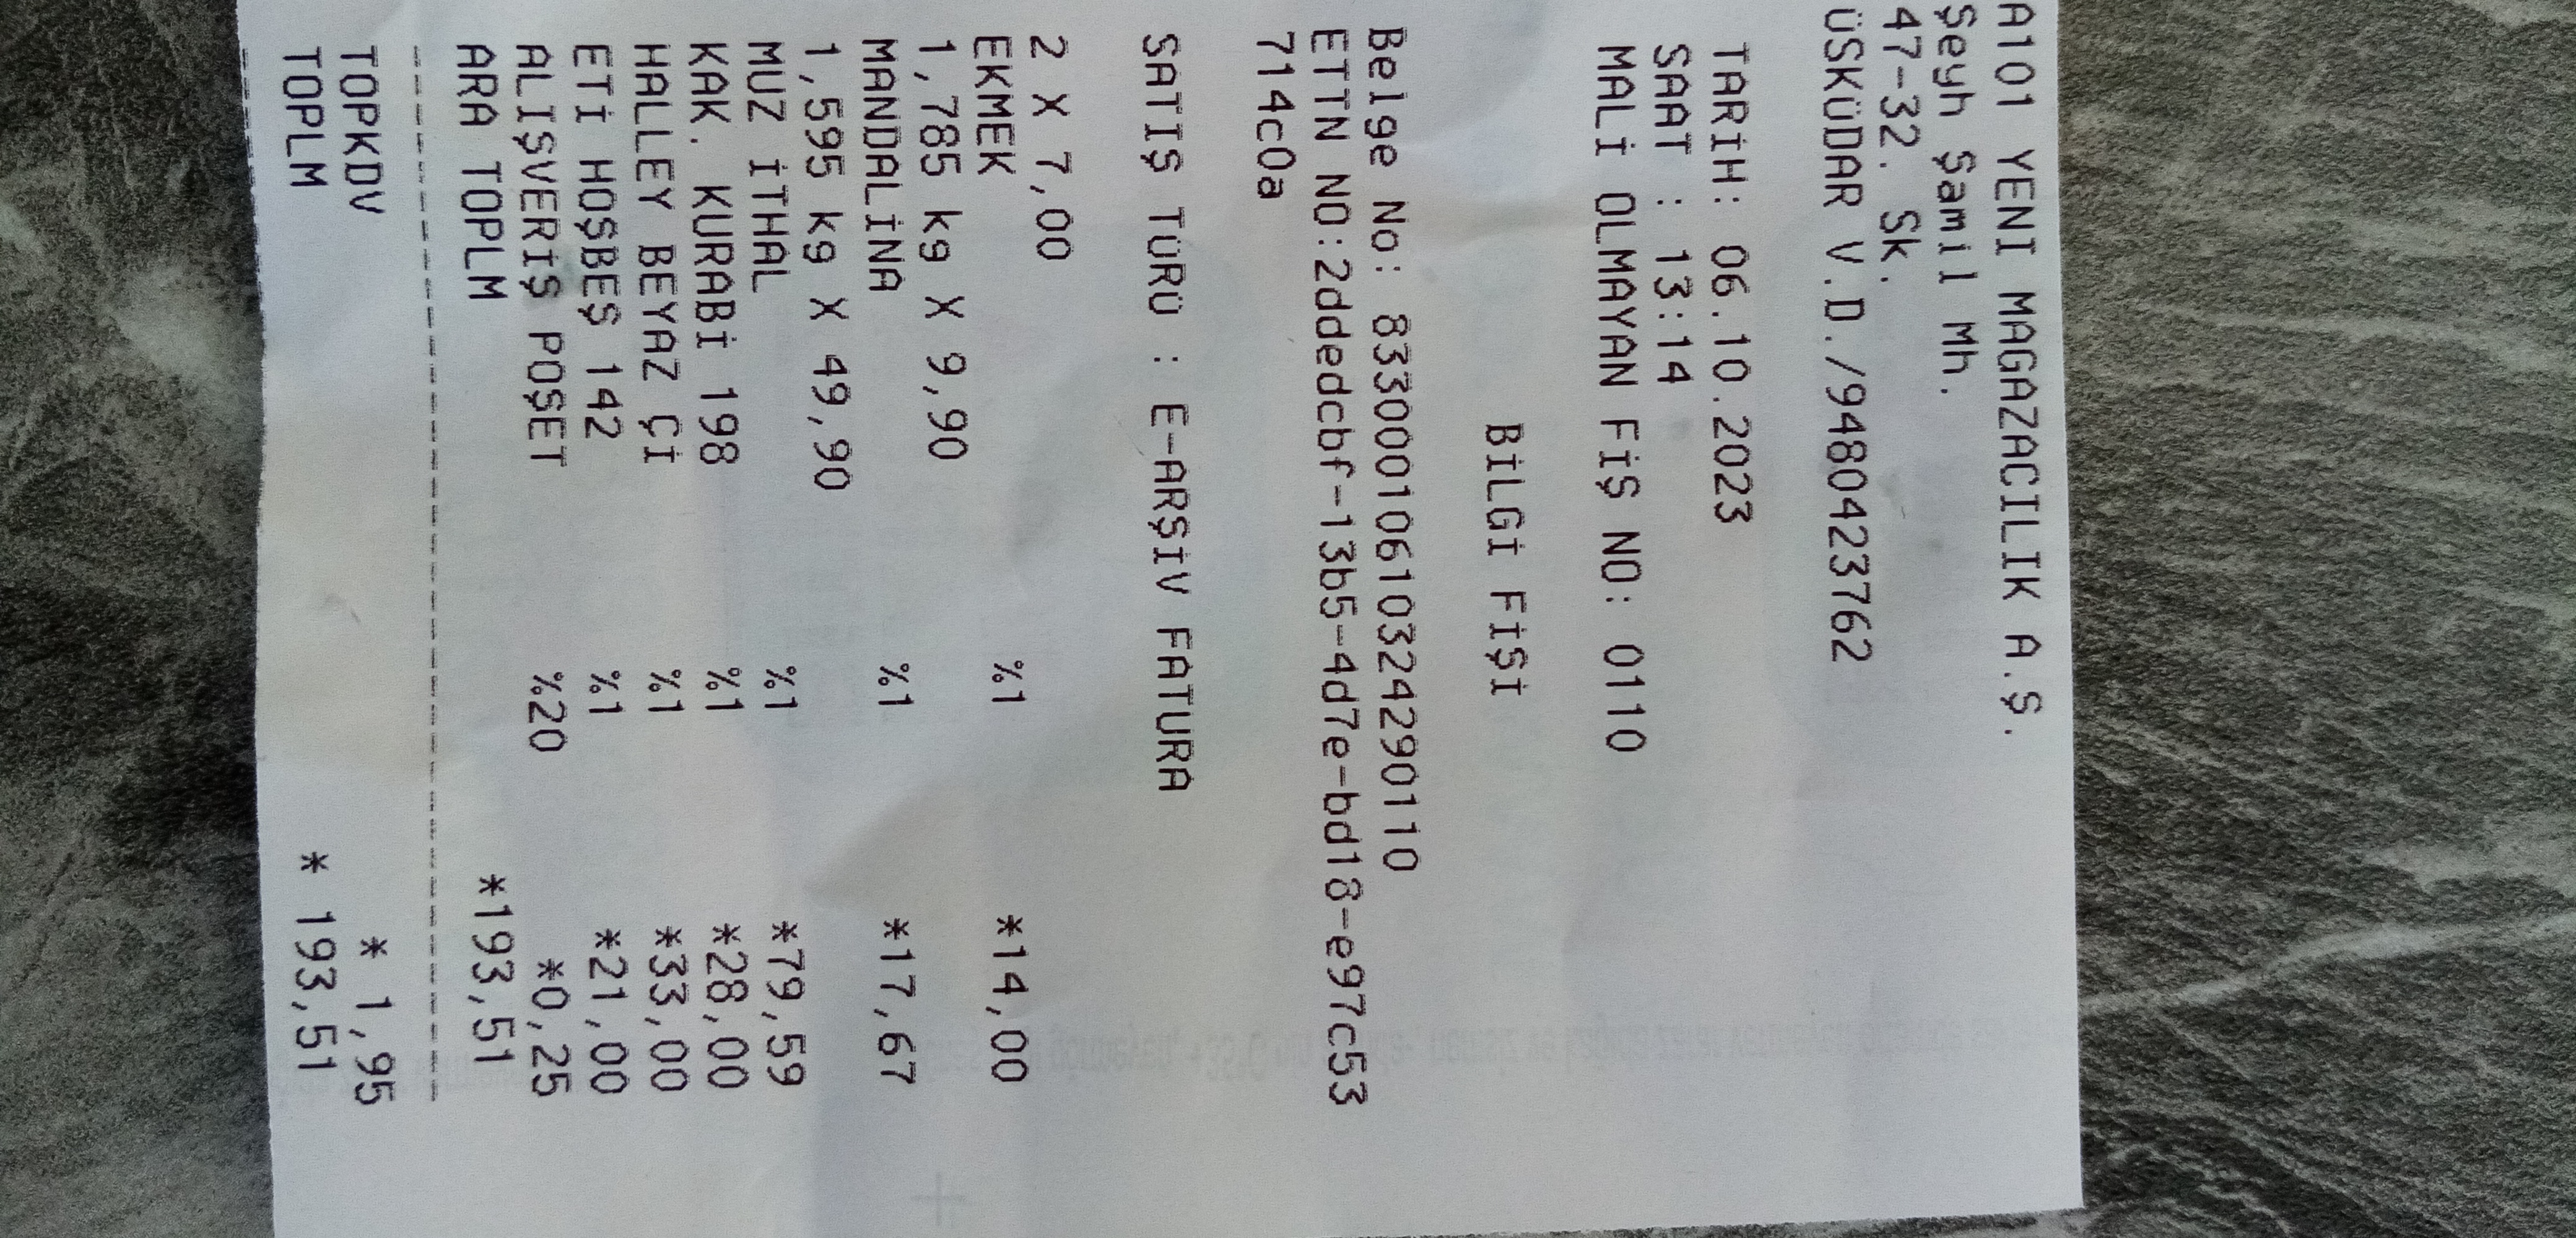 A101 YENI MAGAZACILIK A.Ş.
Şeyh Şamil Mh.
47-32. Sk.
ÜSKÜDAR V.D./9480423762
TARİH: 06.10.2023
SAAT : 13:14
MALİ OLMAYAN FİŞ NO: 0110
BİLGİ FİŞİ
Belge No: 83300010610324290110
ETTN NO:2ddedcbf-13b5-4d7e-bd18-e97c53
714c0a
SATIŞ TÜRÜ : E-ARŞİV FATURA
2 X 7,00
EKMEK %1 *14,00
1,785 kg X 9,90
MANDALİNA %1 *17,67
1,595 kg X 49,90
MUZ İTHAL %1 *79,59
KAK. KURABİ 198 %1 *28,00
HALLEY BEYAZ Çİ %1 *33,00
ETİ HOŞBEŞ 142 %1 *21,00
ALIŞVERİŞ POŞET %20 *0,25
ARA TOPLM *193,51
TOPKDV * 1,95
TOPLM * 193,51